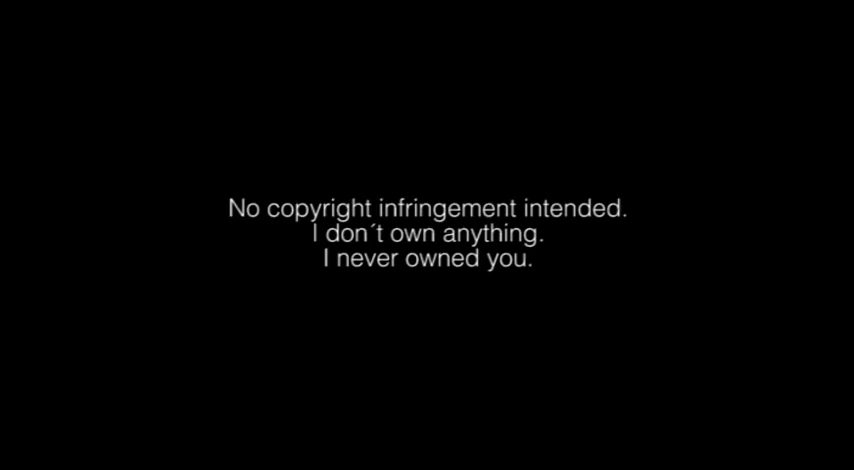 No copyright infringement intended.
I don´t own anything.
I never owned you.